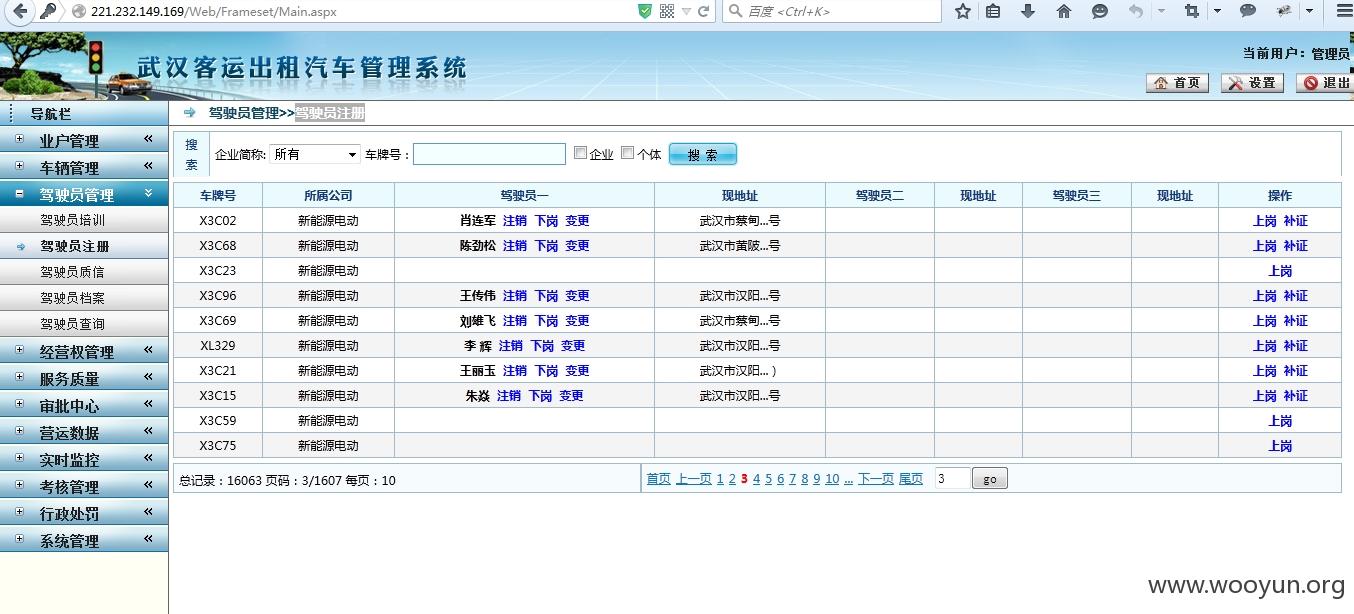 221.232.149.169/Web/Frameset/Main.aspx 百度 <Ctrl+K>
武汉客运出租汽车管理系统
当前用户：管理员
首页 设置 退出
导航栏
业户管理
车辆管理
驾驶员管理
驾驶员培训
驾驶员注册
驾驶员质信
驾驶员档案
驾驶员查询
经营权管理
服务质量
审批中心
营运数据
实时监控
考核管理
行政处罚
系统管理
驾驶员管理>>驾驶员注册
搜索 企业简称: 所有 车牌号： 企业 个体 搜 索
车牌号 所属公司 驾驶员一 现地址 驾驶员二 现地址 驾驶员三 现地址 操作
X3C02 新能源电动 肖连军 注销 下岗 变更 武汉市蔡甸...号 上岗 补证
X3C68 新能源电动 陈劲松 注销 下岗 变更 武汉市黄陂...号 上岗 补证
X3C23 新能源电动 上岗
X3C96 新能源电动 王传伟 注销 下岗 变更 武汉市汉阳...号 上岗 补证
X3C69 新能源电动 刘雄飞 注销 下岗 变更 武汉市蔡甸...号 上岗 补证
XL329 新能源电动 李 辉 注销 下岗 变更 武汉市汉阳...号 上岗 补证
X3C21 新能源电动 王丽玉 注销 下岗 变更 武汉市汉阳... ) 上岗 补证
X3C15 新能源电动 朱焱 注销 下岗 变更 武汉市汉阳...号 上岗 补证
X3C59 新能源电动 上岗
X3C75 新能源电动 上岗
总记录：16063 页码：3/1607 每页：10 首页 上一页 1 2 3 4 5 6 7 8 9 10 ... 下一页 尾页 3 go
www.wooyun.org